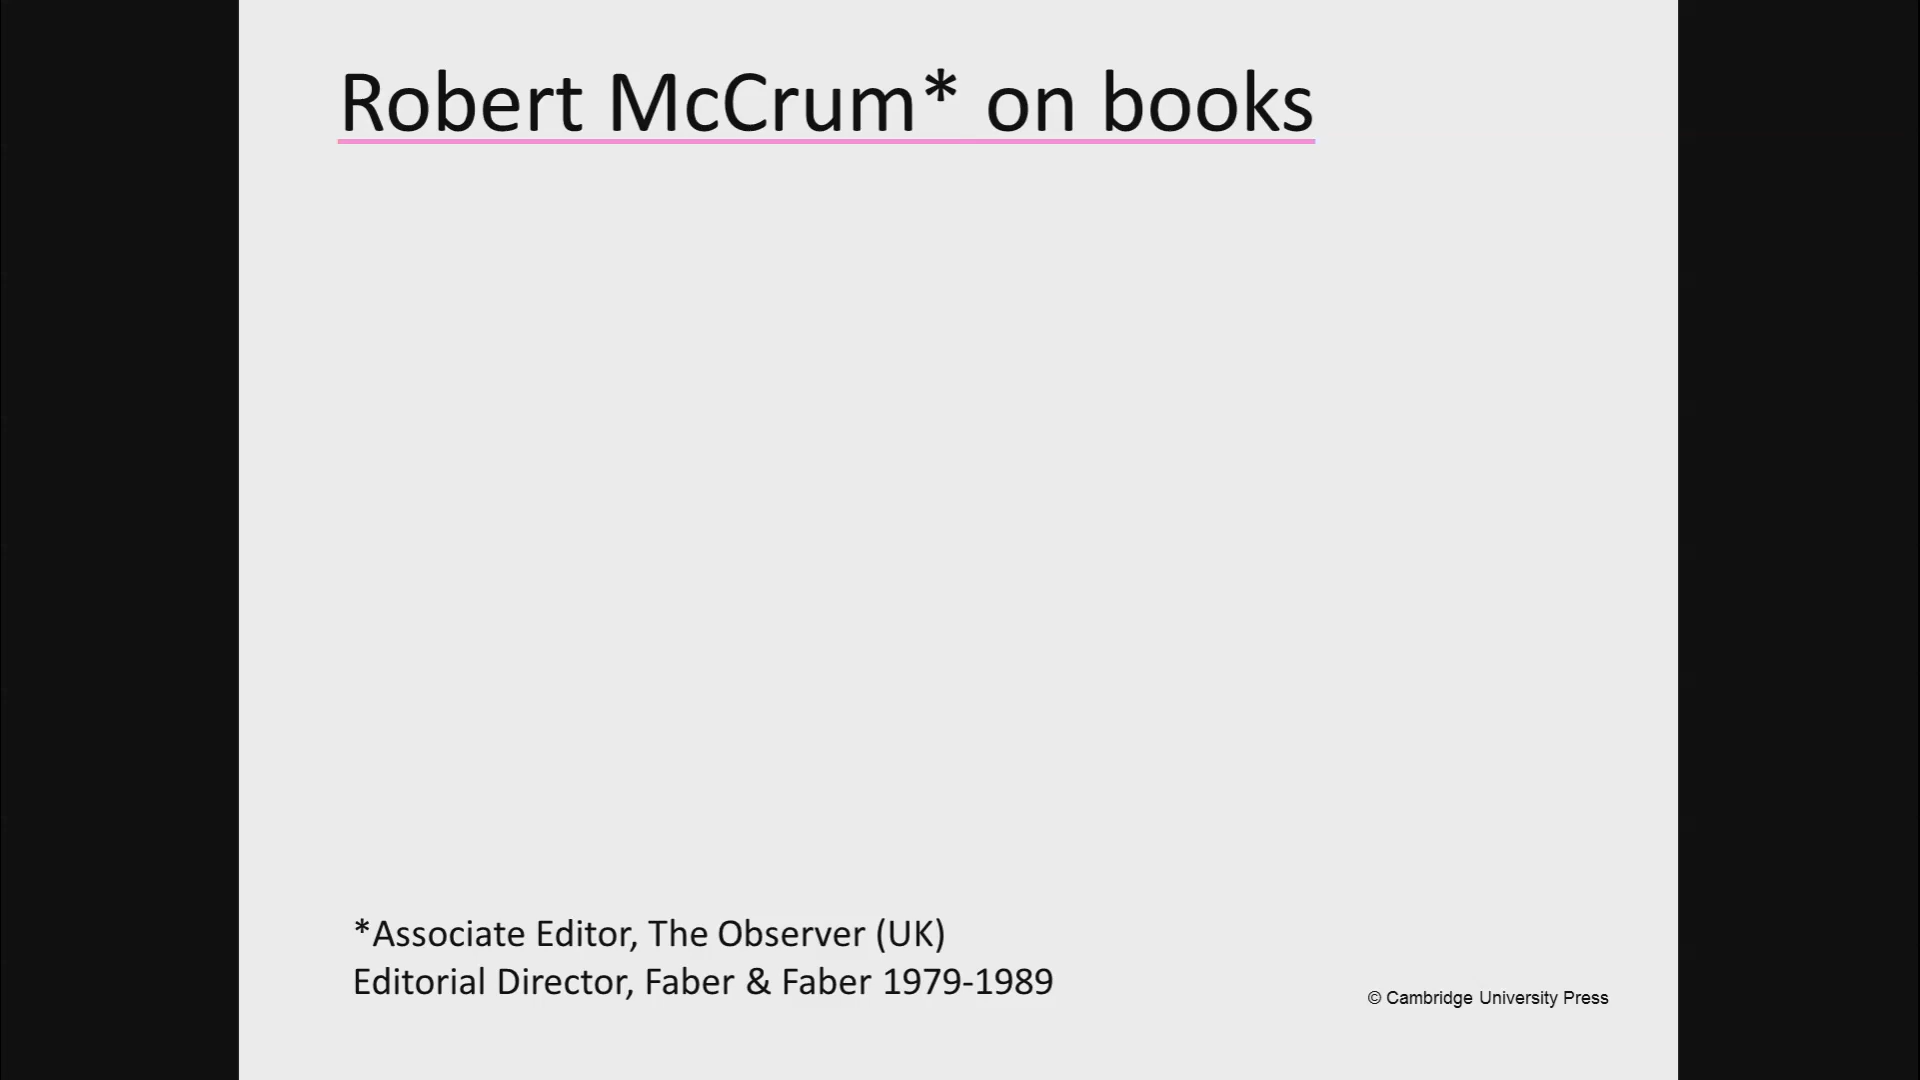 Robert McCrum* on books
*Associate Editor, The Observer (UK)
Editorial Director, Faber & Faber 1979-1989
© Cambridge University Press